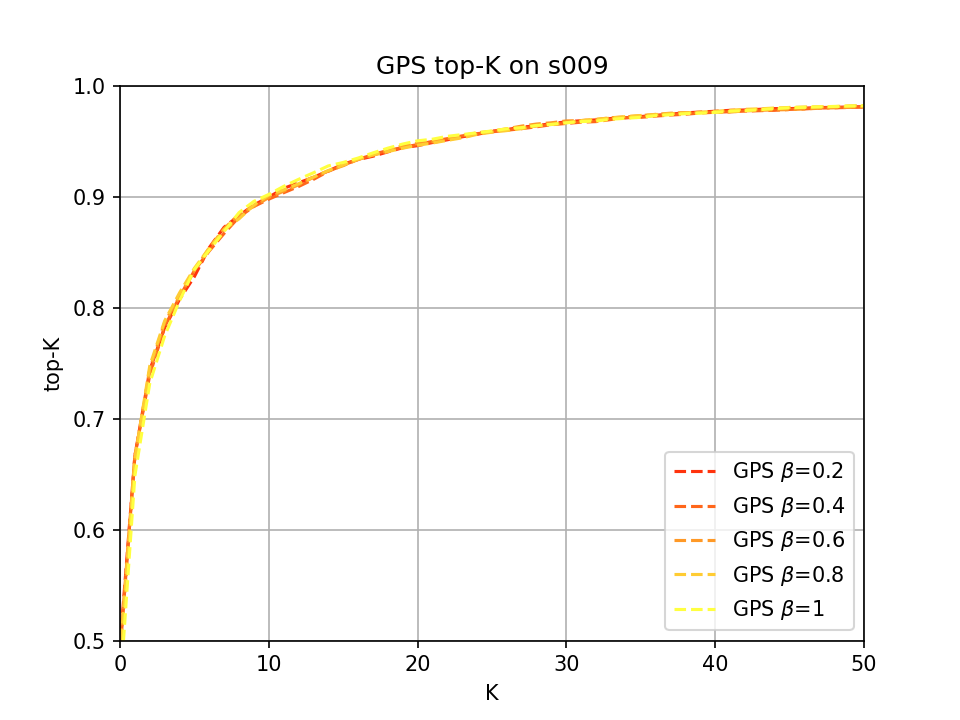 GPS top-K on s009
1.0
0.9
0.8
0.7
0.6
0.5
top-K
0
10
20
30
40
50
K
GPS β=0.2
GPS β=0.4
GPS β=0.6
GPS β=0.8
GPS β=1